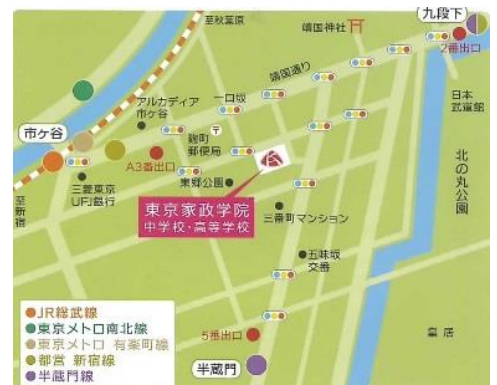 至秋葉原
靖国神社
九段下
2番出口
靖国通り
日本
武道館
アルカディア
市ケ谷
一口坂
市ケ谷
麹町
郵便局
A3番出口
三菱東京
UFJ銀行
東郷公園
北の丸公園
至新宿
東京家政学院
中学校・高等学校
三番町マンション
五味坂
交番
JR総武線
東京メトロ南北線
東京メトロ 有楽町線
都営 新宿線
半蔵門線
5番出口
半蔵門
皇居